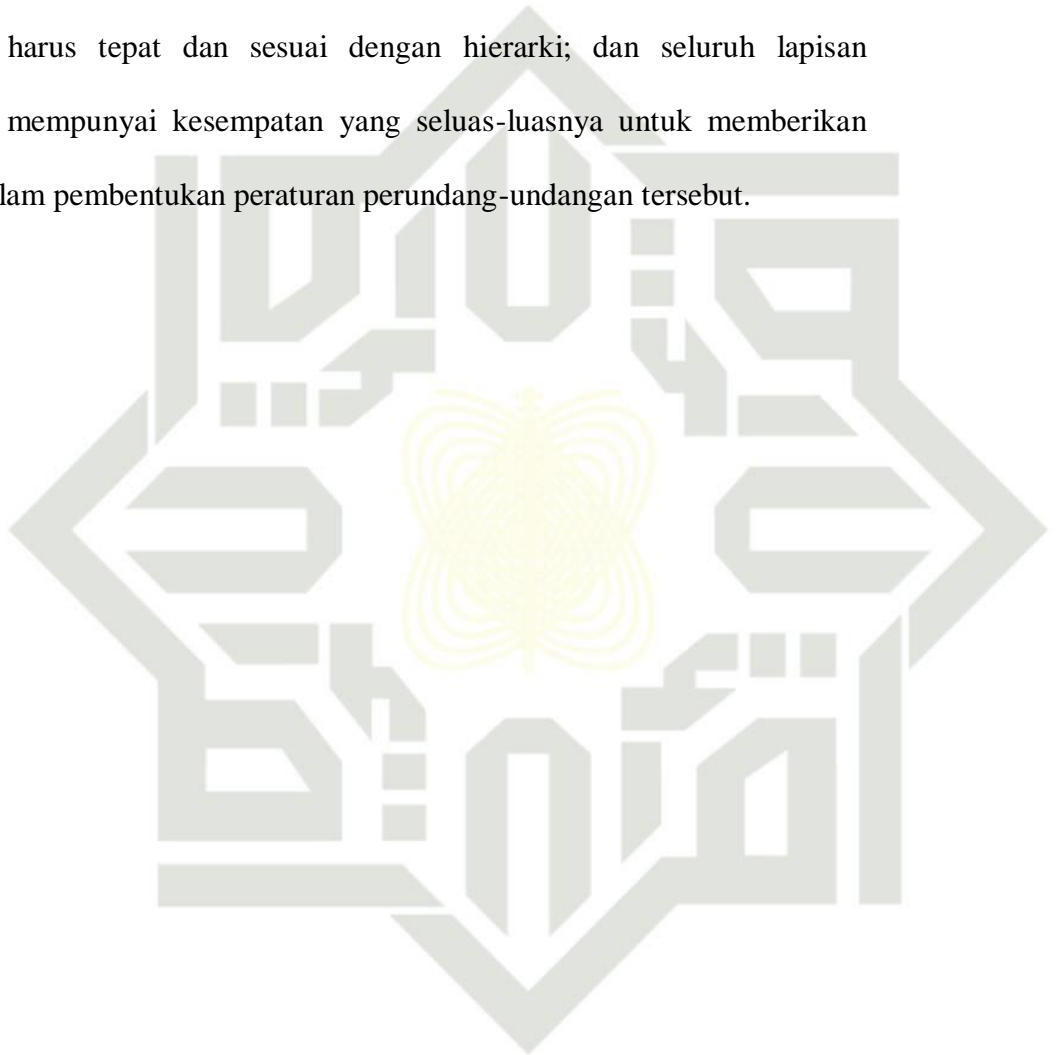 harus tepat dan sesuai dengan hierarki; dan seluruh lapisan
mempunyai kesempatan yang seluas-luasnya untuk memberikan
lam pembentukan peraturan perundang-undangan tersebut.